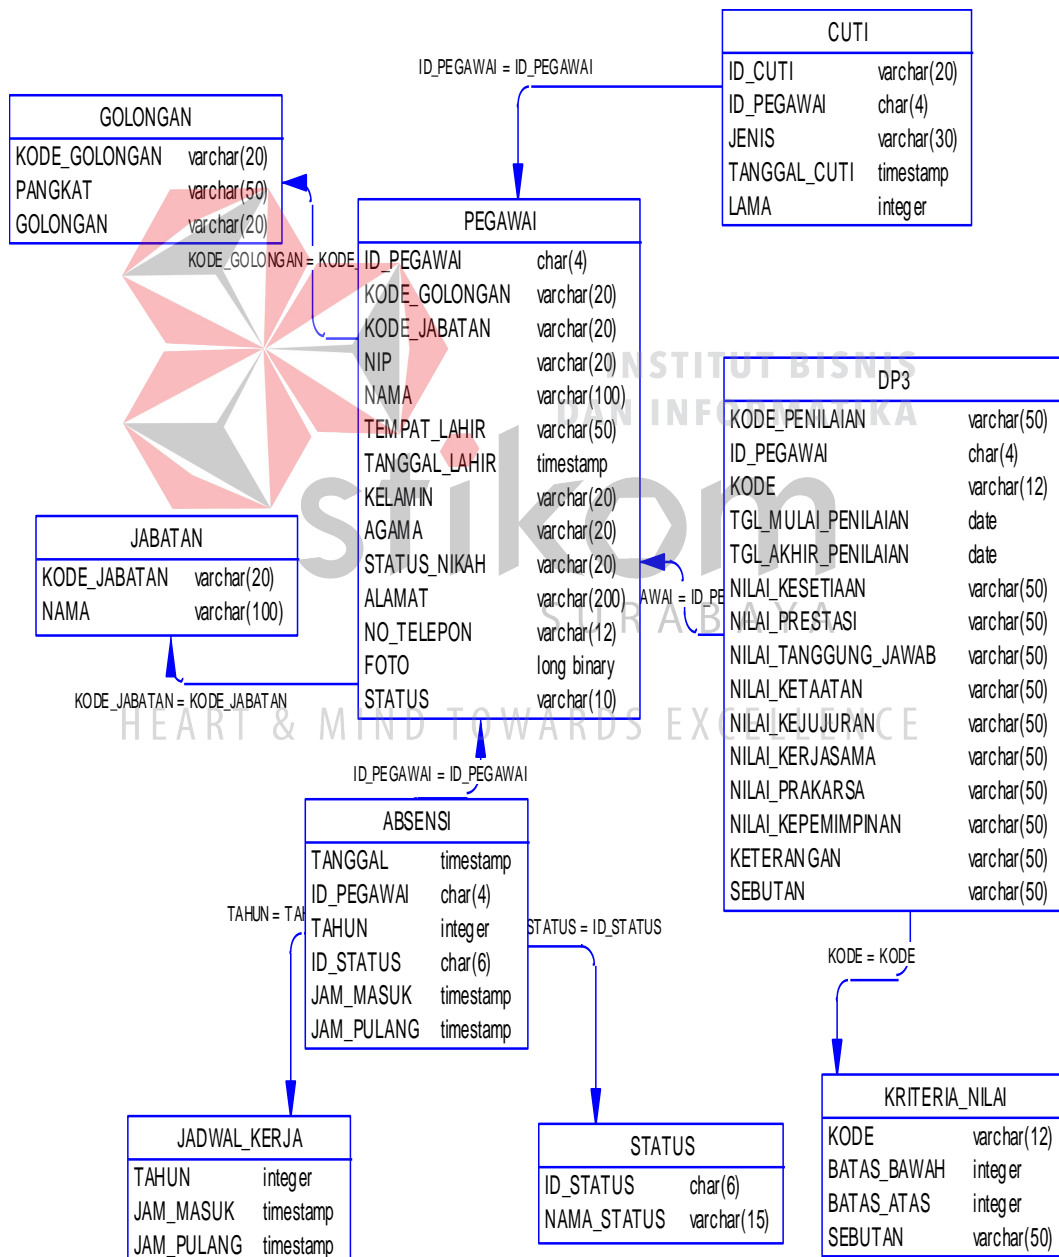 CUTI
ID_CUTI varchar(20)
ID_PEGAWAI char(4)
JENIS varchar(30)
TANGGAL_CUTI timestamp
LAMA integer
ID_PEGAWAI = ID_PEGAWAI
GOLONGAN
KODE_GOLONGAN varchar(20)
PANGKAT varchar(50)
GOLONGAN varchar(20)
KODE_GOLONGAN = KODE_
PEGAWAI
ID_PEGAWAI char(4)
KODE_GOLONGAN varchar(20)
KODE_JABATAN varchar(20)
NIP varchar(20)
NAMA varchar(100)
TEMPAT_LAHIR varchar(50)
TANGGAL_LAHIR timestamp
KELAMIN varchar(20)
AGAMA varchar(20)
STATUS_NIKAH varchar(20)
ALAMAT varchar(200)
NO_TELEPON varchar(12)
FOTO long binary
STATUS varchar(10)
INSTITUT BISNIS
DAN INFORMATIKA
stikom
SURABAYA
HEART & MIND TOWARDS EXCELLENCE
DP3
KODE_PENILAIAN varchar(50)
ID_PEGAWAI char(4)
KODE varchar(12)
TGL_MULAI_PENILAIAN date
TGL_AKHIR_PENILAIAN date
NILAI_KESETIAAN varchar(50)
NILAI_PRESTASI varchar(50)
NILAI_TANGGUNG_JAWAB varchar(50)
NILAI_KETAATAN varchar(50)
NILAI_KEJUJURAN varchar(50)
NILAI_KERJASAMA varchar(50)
NILAI_PRAKARSA varchar(50)
NILAI_KEPEMIMPINAN varchar(50)
KETERANGAN varchar(50)
SEBUTAN varchar(50)
AWAI = ID_PE
JABATAN
KODE_JABATAN varchar(20)
NAMA varchar(100)
KODE_JABATAN = KODE_JABATAN
ID_PEGAWAI = ID_PEGAWAI
ABSENSI
TANGGAL timestamp
ID_PEGAWAI char(4)
TAHUN integer
ID_STATUS char(6)
JAM_MASUK timestamp
JAM_PULANG timestamp
TAHUN = TAH
STATUS = ID_STATUS
KODE = KODE
JADWAL_KERJA
TAHUN integer
JAM_MASUK timestamp
JAM_PULANG timestamp
STATUS
ID_STATUS char(6)
NAMA_STATUS varchar(15)
KRITERIA_NILAI
KODE varchar(12)
BATAS_BAWAH integer
BATAS_ATAS integer
SEBUTAN varchar(50)